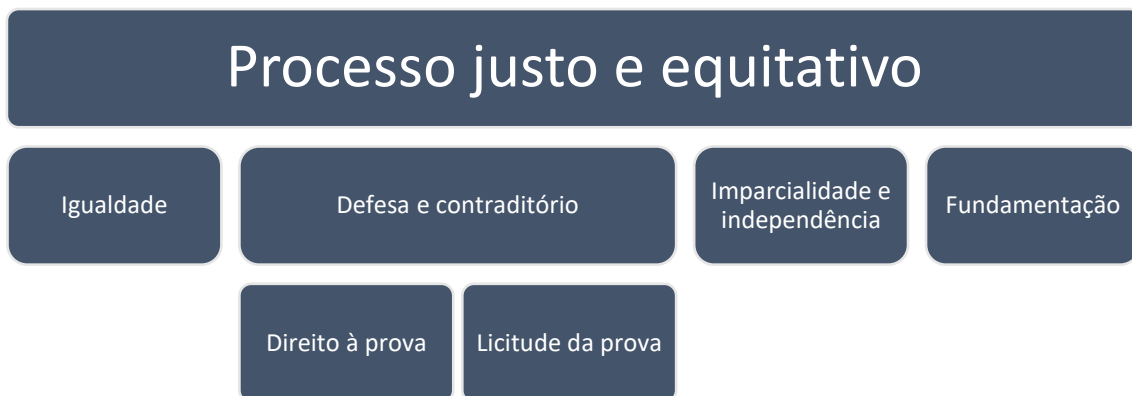 Processo justo e equitativo
Igualdade
Defesa e contraditório
Imparcialidade e
independência
Fundamentação
Direito à prova
Licitude da prova